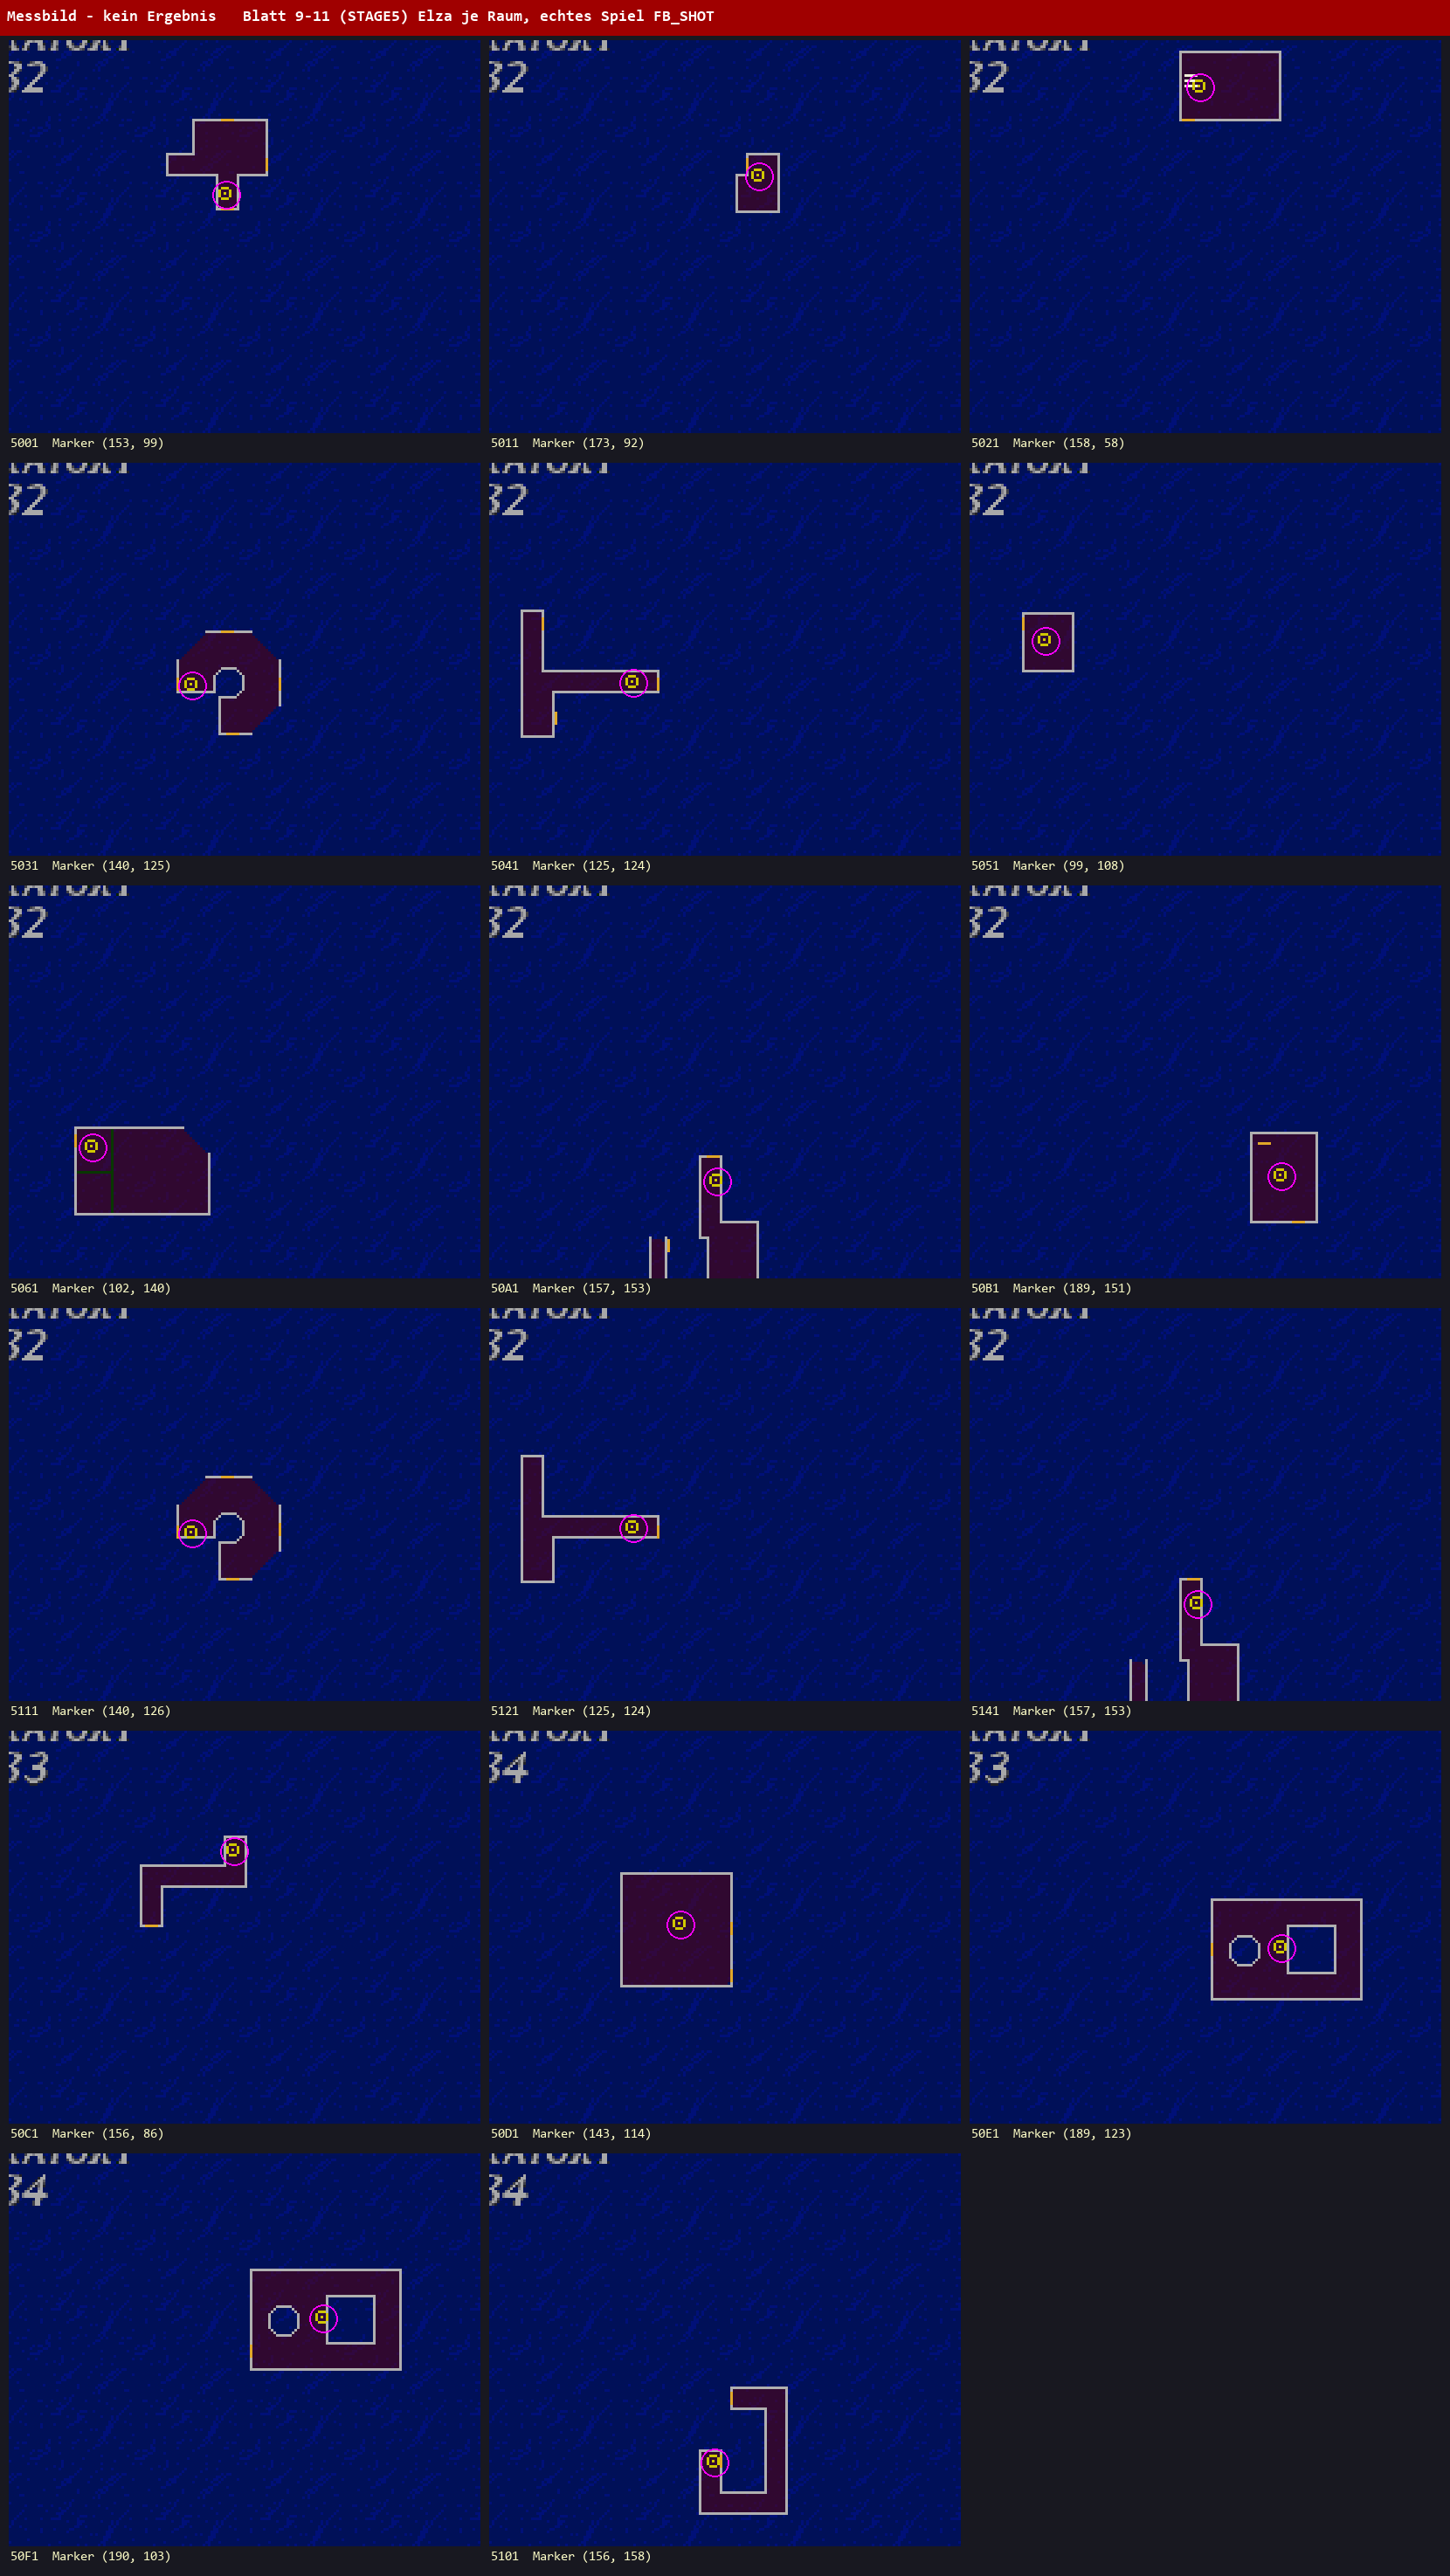 Messbild - kein Ergebnis   Blatt 9-11 (STAGE5) Elza je Raum, echtes Spiel FB_SHOT
32
32
32
5001  Marker (153, 99)
5011  Marker (173, 92)
5021  Marker (158, 58)
32
32
32
5031  Marker (140, 125)
5041  Marker (125, 124)
5051  Marker (99, 108)
32
32
32
5061  Marker (102, 140)
50A1  Marker (157, 153)
50B1  Marker (189, 151)
32
32
32
5111  Marker (140, 126)
5121  Marker (125, 124)
5141  Marker (157, 153)
33
34
33
50C1  Marker (156, 86)
50D1  Marker (143, 114)
50E1  Marker (189, 123)
34
34
50F1  Marker (190, 103)
5101  Marker (156, 158)